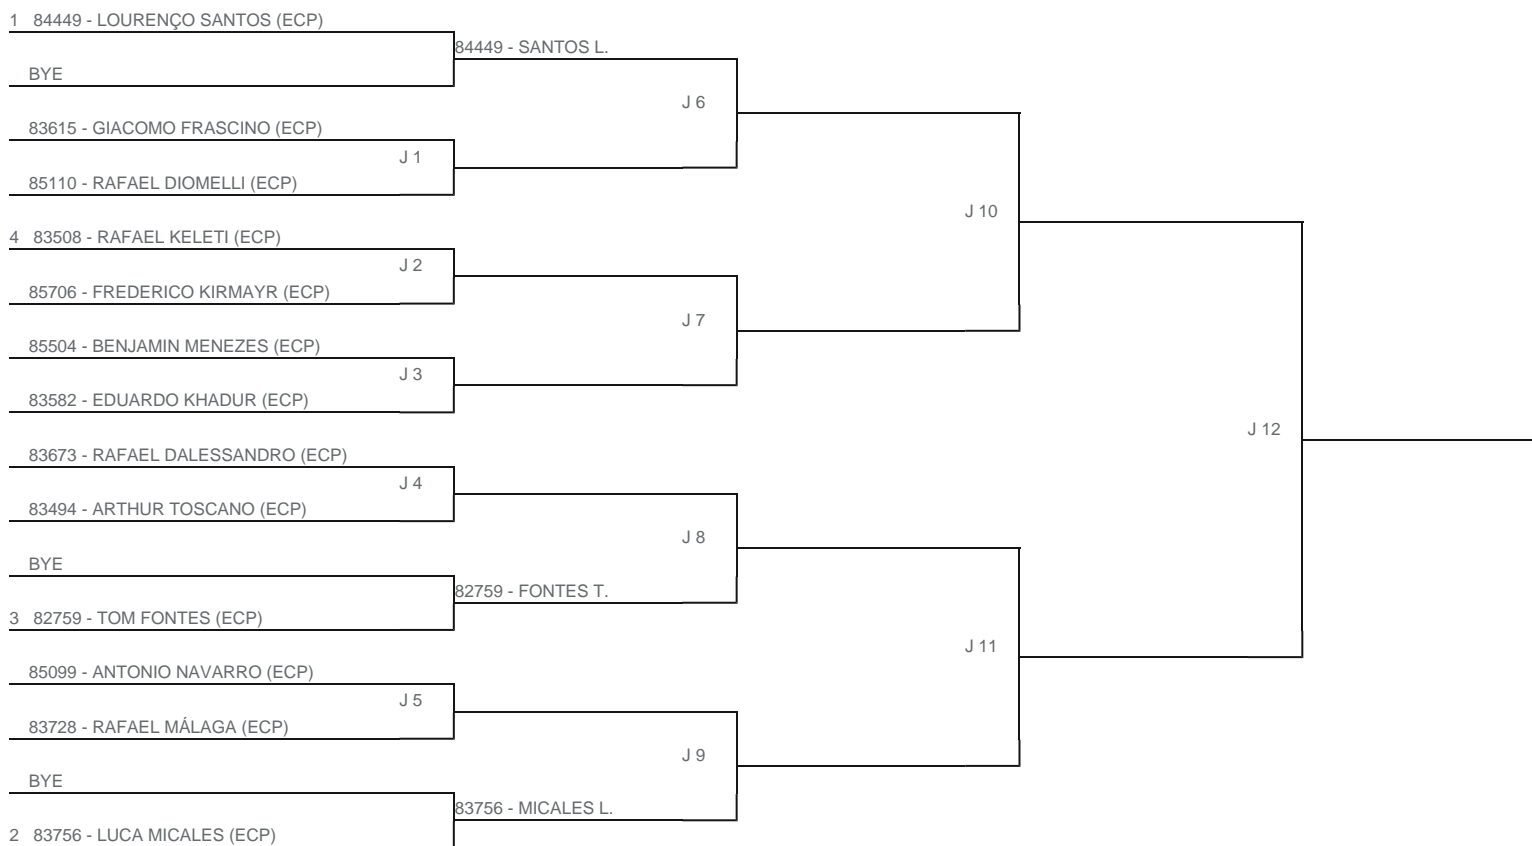 1 84449 - LOURENÇO SANTOS (ECP)
84449 - SANTOS L.
BYE
J 6
83615 - GIACOMO FRASCINO (ECP)
J 1
85110 - RAFAEL DIOMELLI (ECP)
J 10
4 83508 - RAFAEL KELETI (ECP)
J 2
85706 - FREDERICO KIRMAYR (ECP)
J 7
85504 - BENJAMIN MENEZES (ECP)
J 3
83582 - EDUARDO KHADUR (ECP)
J 12
83673 - RAFAEL DALESSANDRO (ECP)
J 4
83494 - ARTHUR TOSCANO (ECP)
J 8
BYE
82759 - FONTES T.
3 82759 - TOM FONTES (ECP)
J 11
85099 - ANTONIO NAVARRO (ECP)
J 5
83728 - RAFAEL MÁLAGA (ECP)
J 9
BYE
83756 - MICALES L.
2 83756 - LUCA MICALES (ECP)